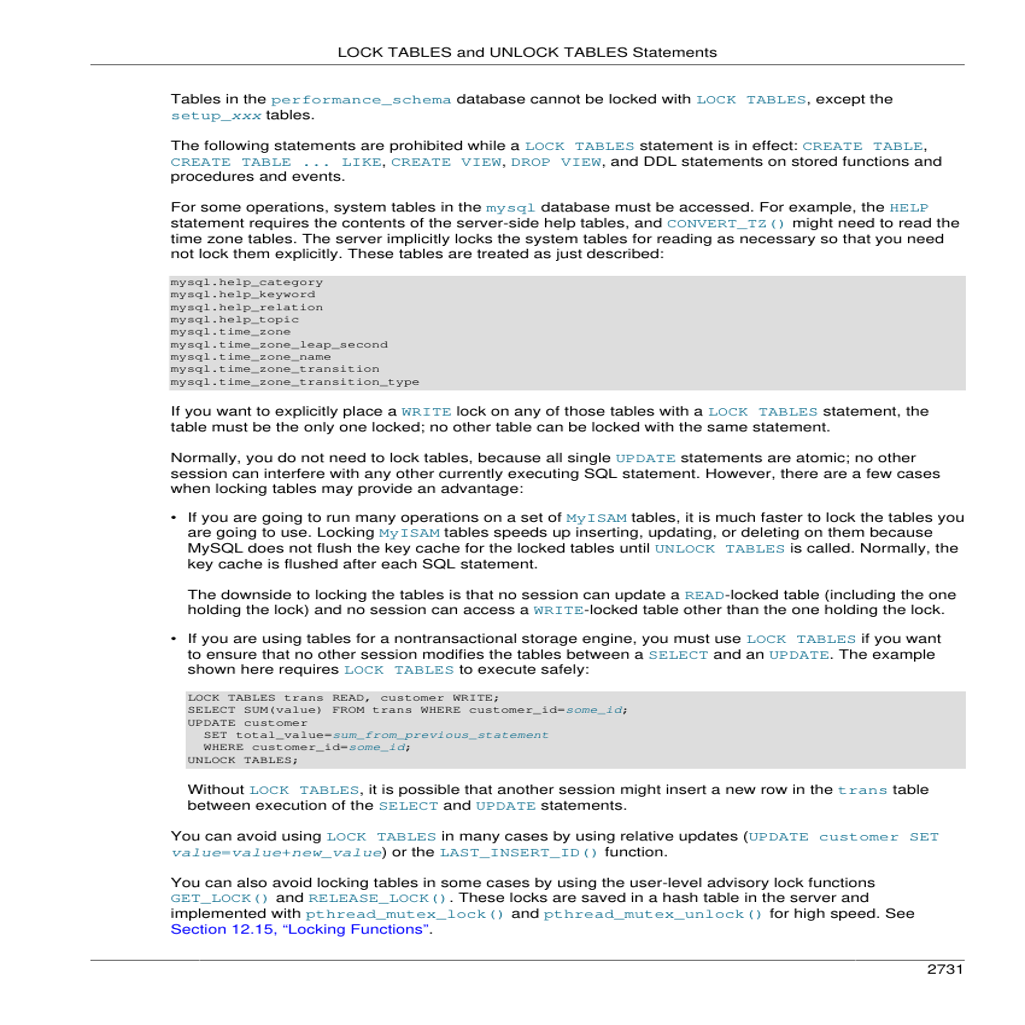 LOCK TABLES and UNLOCK TABLES Statements
Tables in the performance_schema database cannot be locked with LOCK TABLES, except the
setup_xxx tables.
The following statements are prohibited while a LOCK TABLES statement is in effect: CREATE TABLE,
CREATE TABLE ... LIKE, CREATE VIEW, DROP VIEW, and DDL statements on stored functions and
procedures and events.
For some operations, system tables in the mysql database must be accessed. For example, the HELP
statement requires the contents of the server-side help tables, and CONVERT_TZ() might need to read the
time zone tables. The server implicitly locks the system tables for reading as necessary so that you need
not lock them explicitly. These tables are treated as just described:
mysql.help_category
mysql.help_keyword
mysql.help_relation
mysql.help_topic
mysql.time_zone
mysql.time_zone_leap_second
mysql.time_zone_name
mysql.time_zone_transition
mysql.time_zone_transition_type
If you want to explicitly place a WRITE lock on any of those tables with a LOCK TABLES statement, the
table must be the only one locked; no other table can be locked with the same statement.
Normally, you do not need to lock tables, because all single UPDATE statements are atomic; no other
session can interfere with any other currently executing SQL statement. However, there are a few cases
when locking tables may provide an advantage:
• If you are going to run many operations on a set of MyISAM tables, it is much faster to lock the tables you
are going to use. Locking MyISAM tables speeds up inserting, updating, or deleting on them because
MySQL does not flush the key cache for the locked tables until UNLOCK TABLES is called. Normally, the
key cache is flushed after each SQL statement.
The downside to locking the tables is that no session can update a READ-locked table (including the one
holding the lock) and no session can access a WRITE-locked table other than the one holding the lock.
• If you are using tables for a nontransactional storage engine, you must use LOCK TABLES if you want
to ensure that no other session modifies the tables between a SELECT and an UPDATE. The example
shown here requires LOCK TABLES to execute safely:
LOCK TABLES trans READ, customer WRITE;
SELECT SUM(value) FROM trans WHERE customer_id=some_id;
UPDATE customer
SET total_value=sum_from_previous_statement
WHERE customer_id=some_id;
UNLOCK TABLES;
Without LOCK TABLES, it is possible that another session might insert a new row in the trans table
between execution of the SELECT and UPDATE statements.
You can avoid using LOCK TABLES in many cases by using relative updates (UPDATE customer SET
value=value+new_value) or the LAST_INSERT_ID() function.
You can also avoid locking tables in some cases by using the user-level advisory lock functions
GET_LOCK() and RELEASE_LOCK(). These locks are saved in a hash table in the server and
implemented with pthread_mutex_lock() and pthread_mutex_unlock() for high speed. See
Section 12.15, “Locking Functions”.
2731